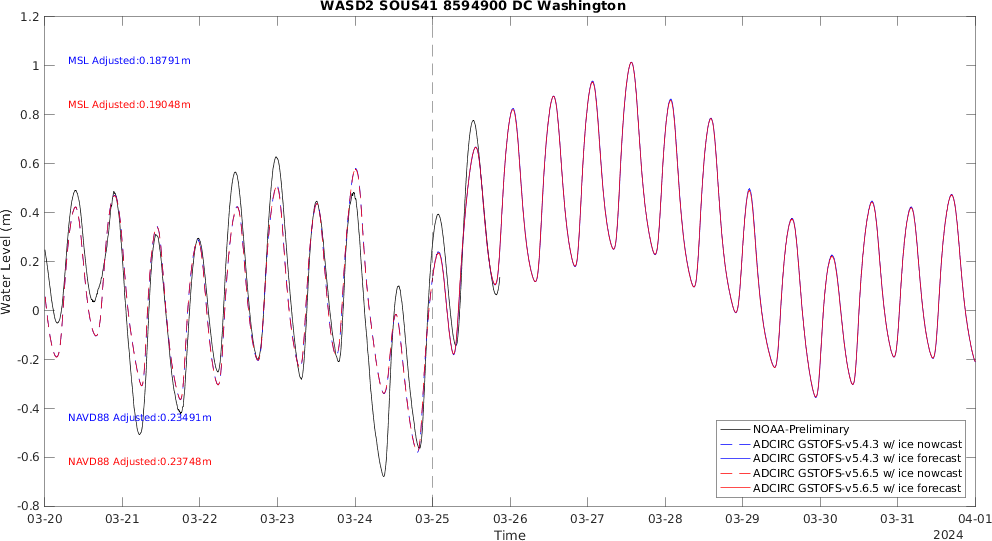 WASD2 SOUS41 8594900 DC Washington
1.2
1
0.8
0.6
0.4
0.2
0
-0.2
-0.4
-0.6
-0.8
Water Level (m)
MSL Adjusted:0.18791m
MSL Adjusted:0.19048m
NAVD88 Adjusted:0.23491m
NAVD88 Adjusted:0.23748m
NOAA-Preliminary
ADCIRC GSTOFS-v5.4.3 w/ ice nowcast
ADCIRC GSTOFS-v5.4.3 w/ ice forecast
ADCIRC GSTOFS-v5.6.5 w/ ice nowcast
ADCIRC GSTOFS-v5.6.5 w/ ice forecast
03-20 03-21 03-22 03-23 03-24 03-25 03-26 03-27 03-28 03-29 03-30 03-31 04-01
Time
2024